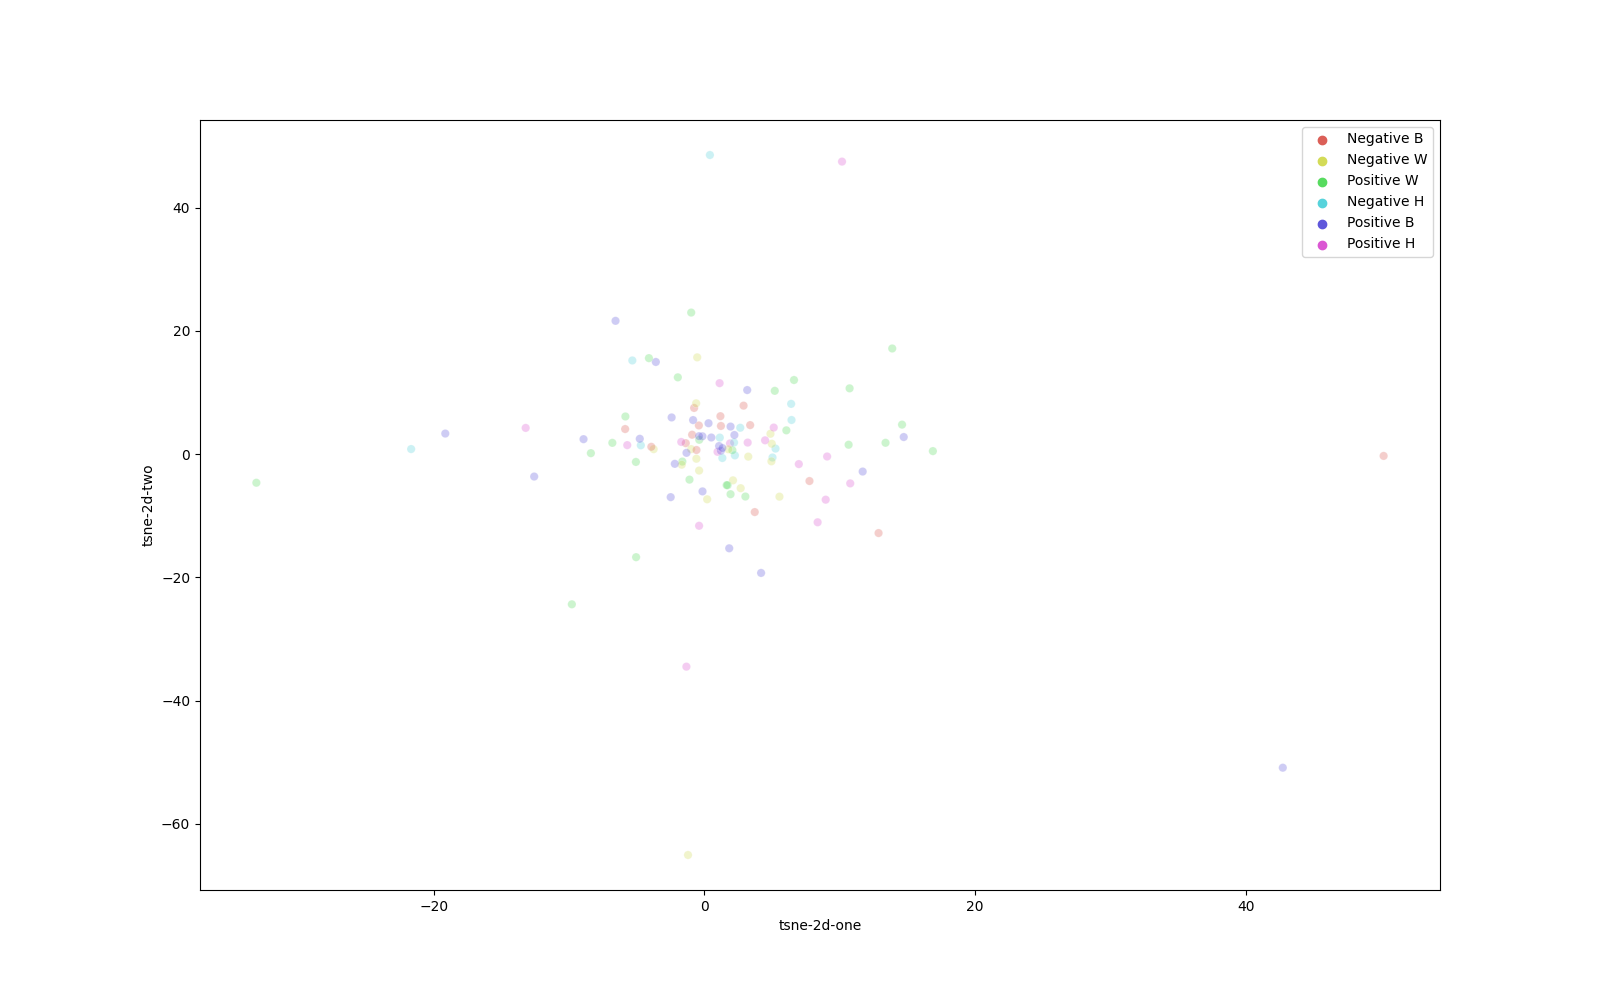 Negative B
Negative W
Positive W
Negative H
Positive B
Positive H
40
20
0
−20
−40
−60
tsne-2d-two
−20
0
20
40
tsne-2d-one